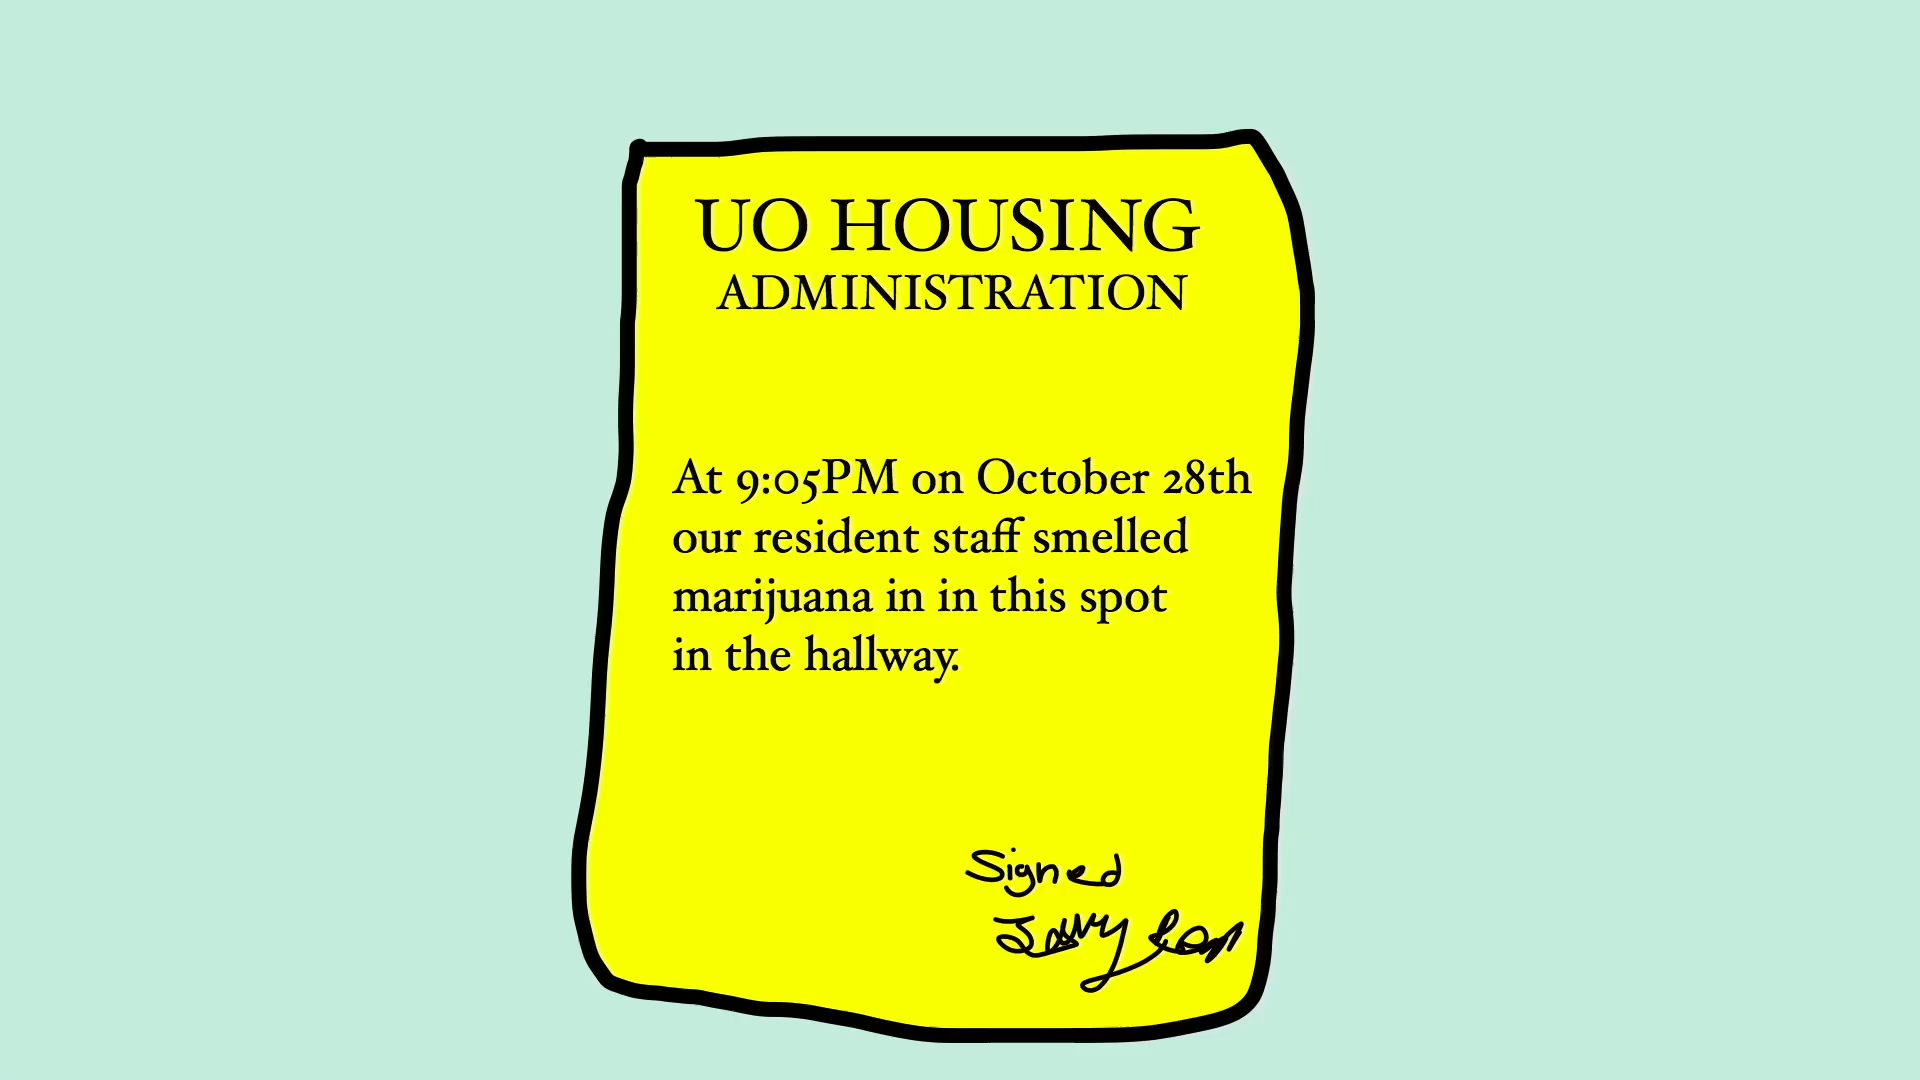 UO HOUSING
ADMINISTRATION
At 9:05PM on October 28th
our resident staff smelled
marijuana in in this spot
in the hallway.
Signed